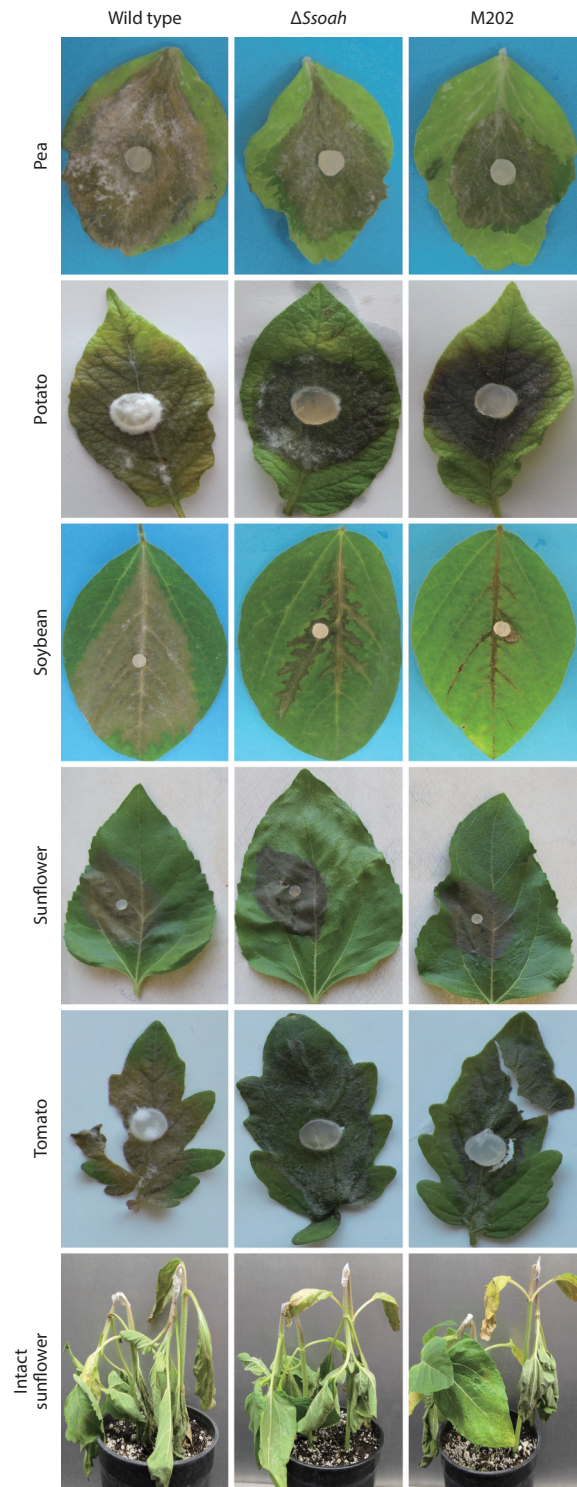 Wild type
ΔSsoah
M202
Pea
Potato
Soybean
Sunflower
Tomato
Intact
sunflower